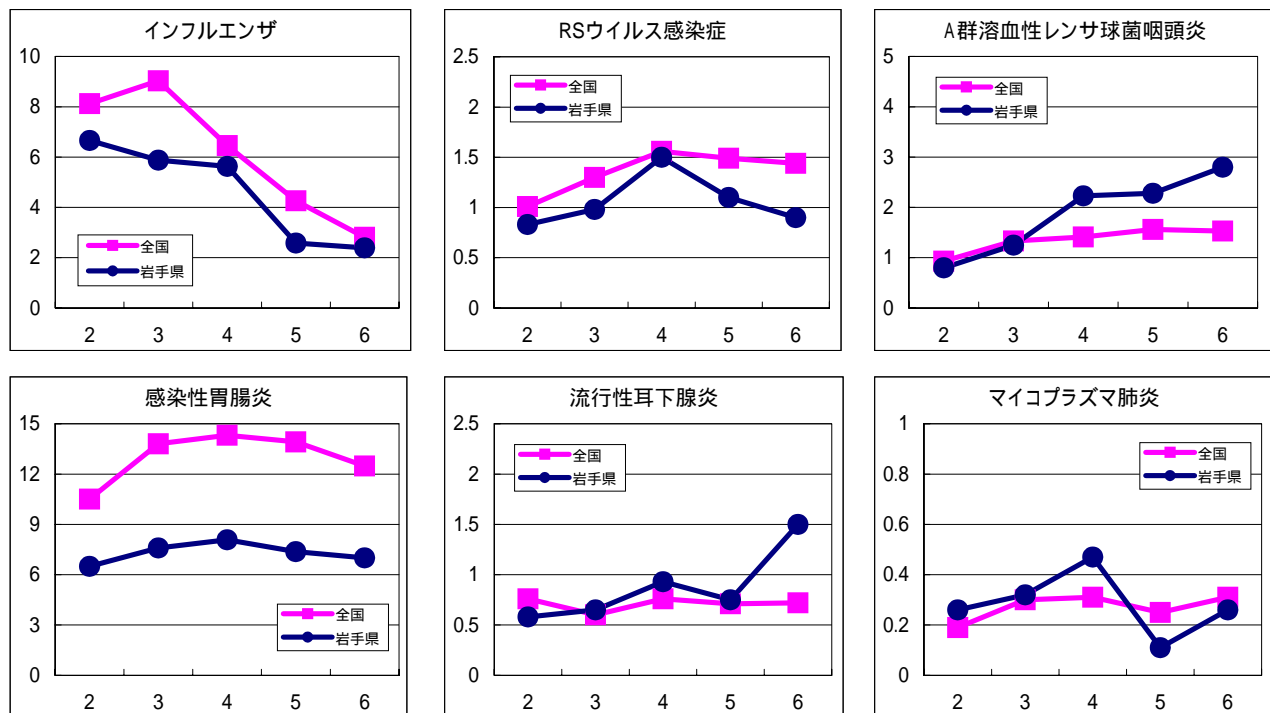 インフルエンザ
10
8
6
4
2
0
全国
岩手県
2 3 4 5 6
RSウイルス感染症
2.5
2
1.5
1
0.5
0
全国
岩手県
2 3 4 5 6
A群溶血性レンサ球菌咽頭炎
5
4
3
2
1
0
全国
岩手県
2 3 4 5 6
感染性胃腸炎
15
12
9
6
3
0
全国
岩手県
2 3 4 5 6
流行性耳下腺炎
2.5
2
1.5
1
0.5
0
全国
岩手県
2 3 4 5 6
マイコプラズマ肺炎
1
0.8
0.6
0.4
0.2
0
全国
岩手県
2 3 4 5 6